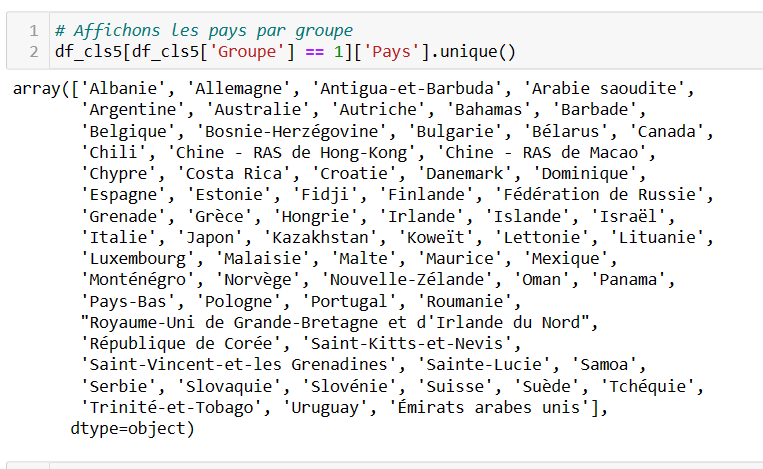 1 # Affichons les pays par groupe
2 df_cls5[df_cls5['Groupe'] == 1]['Pays'].unique()
array(['Albanie', 'Allemagne', 'Antigua-et-Barbuda', 'Arabie saoudite',
'Argentine', 'Australie', 'Autriche', 'Bahamas', 'Barbade',
'Belgique', 'Bosnie-Herzégovine', 'Bulgarie', 'Bélarus', 'Canada',
'Chili', 'Chine - RAS de Hong-Kong', 'Chine - RAS de Macao',
'Chypre', 'Costa Rica', 'Croatie', 'Danemark', 'Dominique',
'Espagne', 'Estonie', 'Fidji', 'Finlande', 'Fédération de Russie',
'Grenade', 'Grèce', 'Hongrie', 'Irlande', 'Islande', 'Israël',
'Italie', 'Japon', 'Kazakhstan', 'Koweït', 'Lettonie', 'Lituanie',
'Luxembourg', 'Malaisie', 'Malte', 'Maurice', 'Mexique',
'Monténégro', 'Norvège', 'Nouvelle-Zélande', 'Oman', 'Panama',
'Pays-Bas', 'Pologne', 'Portugal', 'Roumanie',
"Royaume-Uni de Grande-Bretagne et d'Irlande du Nord",
'République de Corée', 'Saint-Kitts-et-Nevis',
'Saint-Vincent-et-les Grenadines', 'Sainte-Lucie', 'Samoa',
'Serbie', 'Slovaquie', 'Slovénie', 'Suisse', 'Suède', 'Tchéquie',
'Trinité-et-Tobago', 'Uruguay', 'Émirats arabes unis'],
dtype=object)